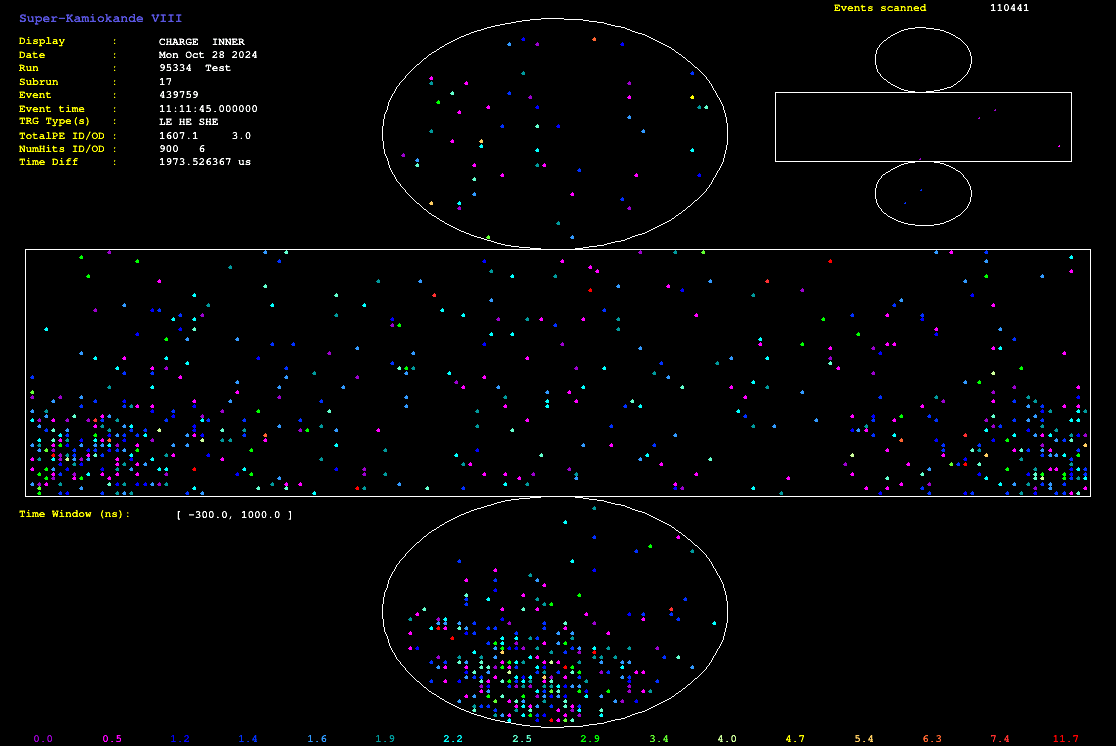 Super-Kamiokande VIII
Events scanned 110441
Display : CHARGE INNER
Date : Mon Oct 28 2024
Run : 95334 Test
Subrun : 17
Event : 439759
Event time : 11:11:45.000000
TRG Type(s) : LE HE SHE
TotalPE ID/OD : 1607.1 3.0
NumHits ID/OD : 900 6
Time Diff : 1973.526367 us
Time Window (ns): [ -300.0, 1000.0 ]
0.0 0.5 1.2 1.4 1.6 1.9 2.2 2.5 2.9 3.4 4.0 4.7 5.4 6.3 7.4 11.7